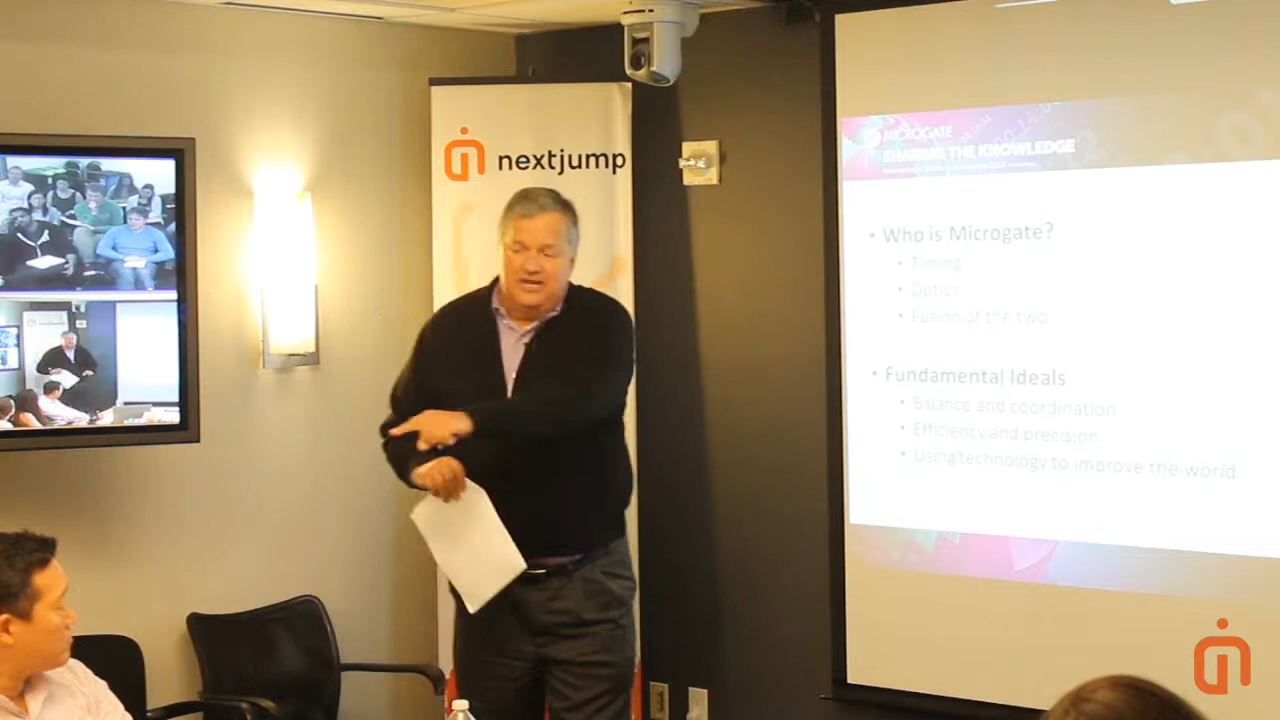 nextjump
MICROGATE
SHARING THE KNOWLEDGE
• Who is Microgate?
• Timing
• Optics
• Fusion of the two
• Fundamental Ideals
• Balance and coordination
• Efficiency and precision
• Using technology to improve the world
nextjump